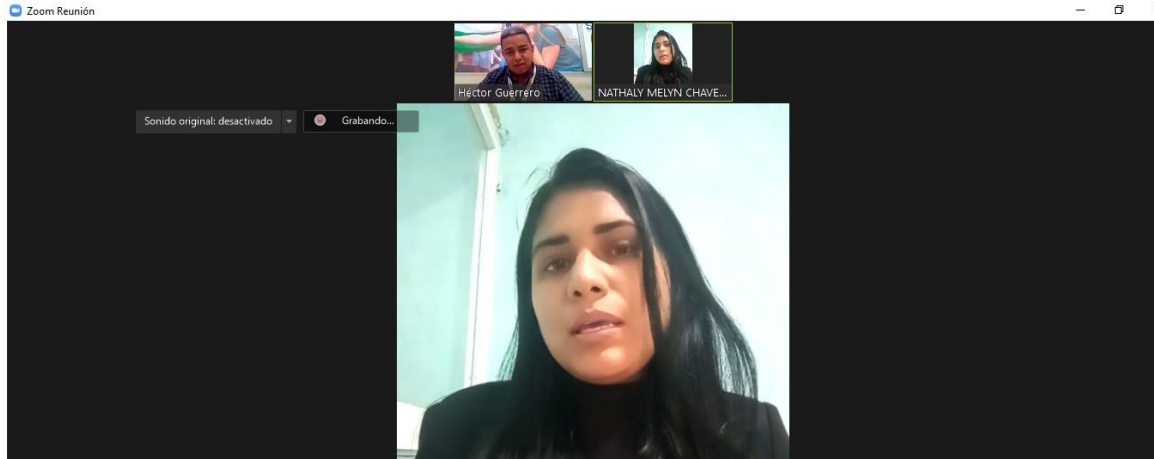 Zoom Reunión
Héctor Guerrero
NATHALY MELYN CHAVE...
Sonido original: desactivado
Grabando...